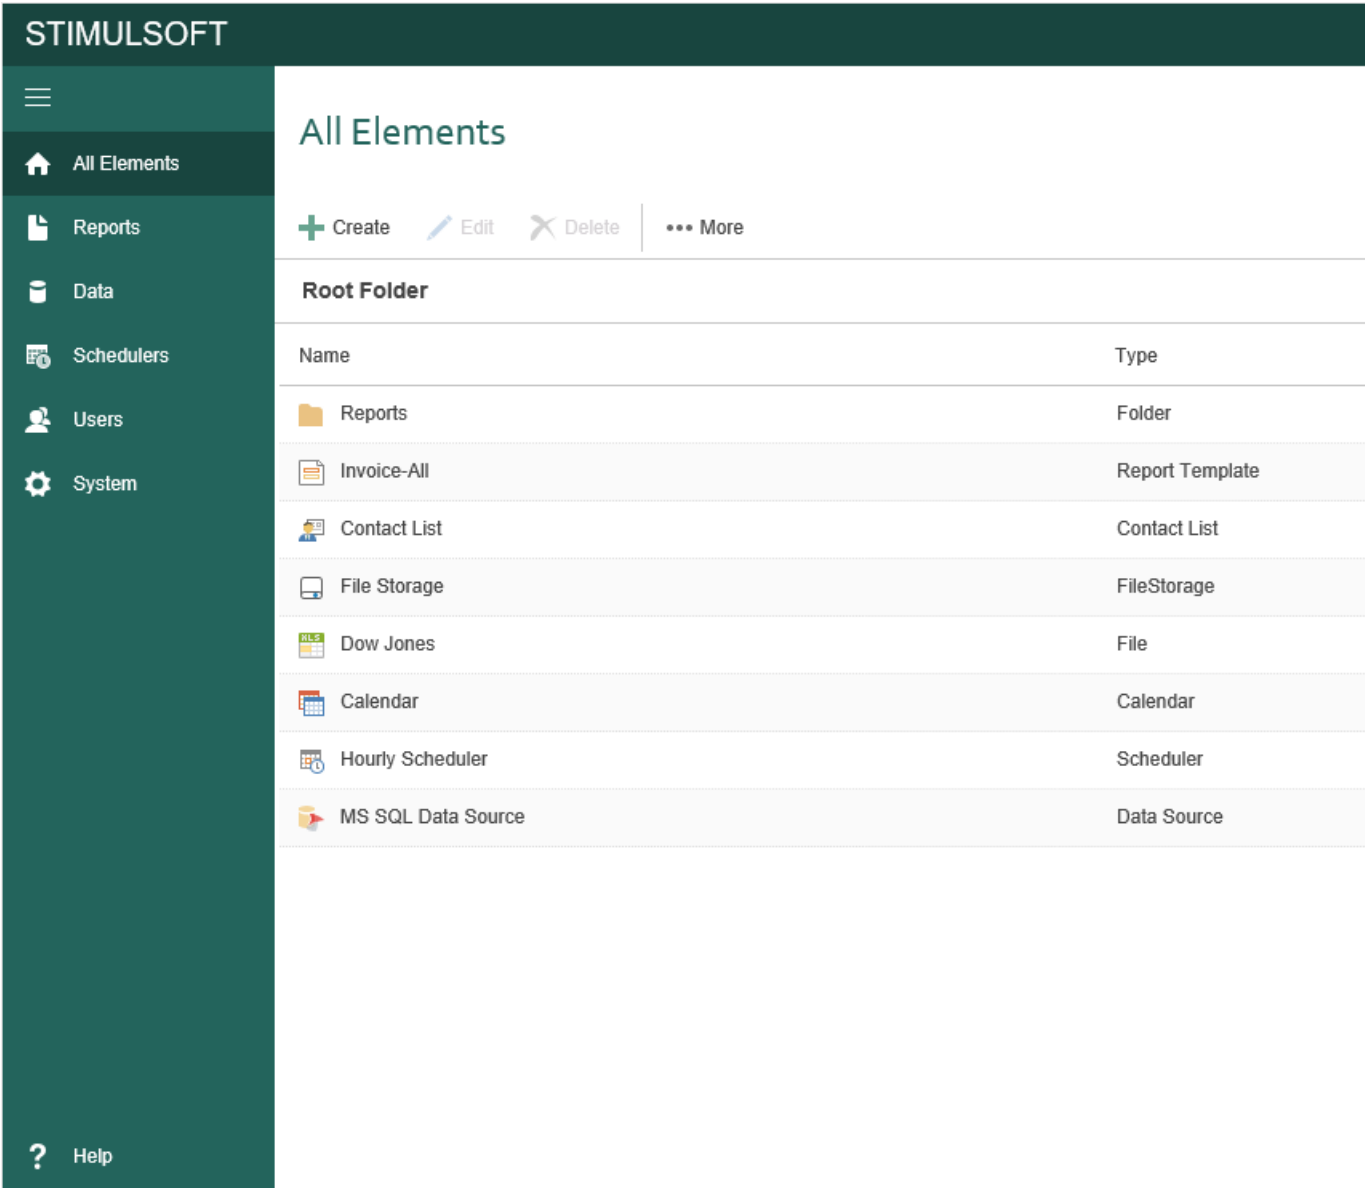 STIMULSOFT
All Elements
Reports
Data
Schedulers
Users
System
Help
All Elements
Create Edit Delete More
Root Folder
Name Type
Reports Folder
Invoice-All Report Template
Contact List Contact List
File Storage FileStorage
XLS Dow Jones File
Calendar Calendar
Hourly Scheduler Scheduler
MS SQL Data Source Data Source